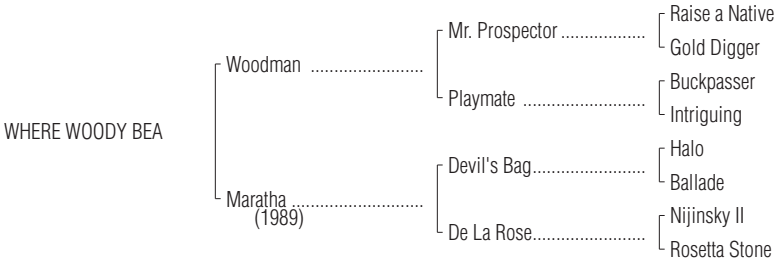 Raise a Native
Mr. Prospector ..................
Gold Digger
Woodman ........................
Buckpasser
Playmate ..........................
Intriguing
WHERE WOODY BEA
Halo
Devil's Bag........................
Ballade
Maratha ............................
(1989)
Nijinsky II
De La Rose........................
Rosetta Stone